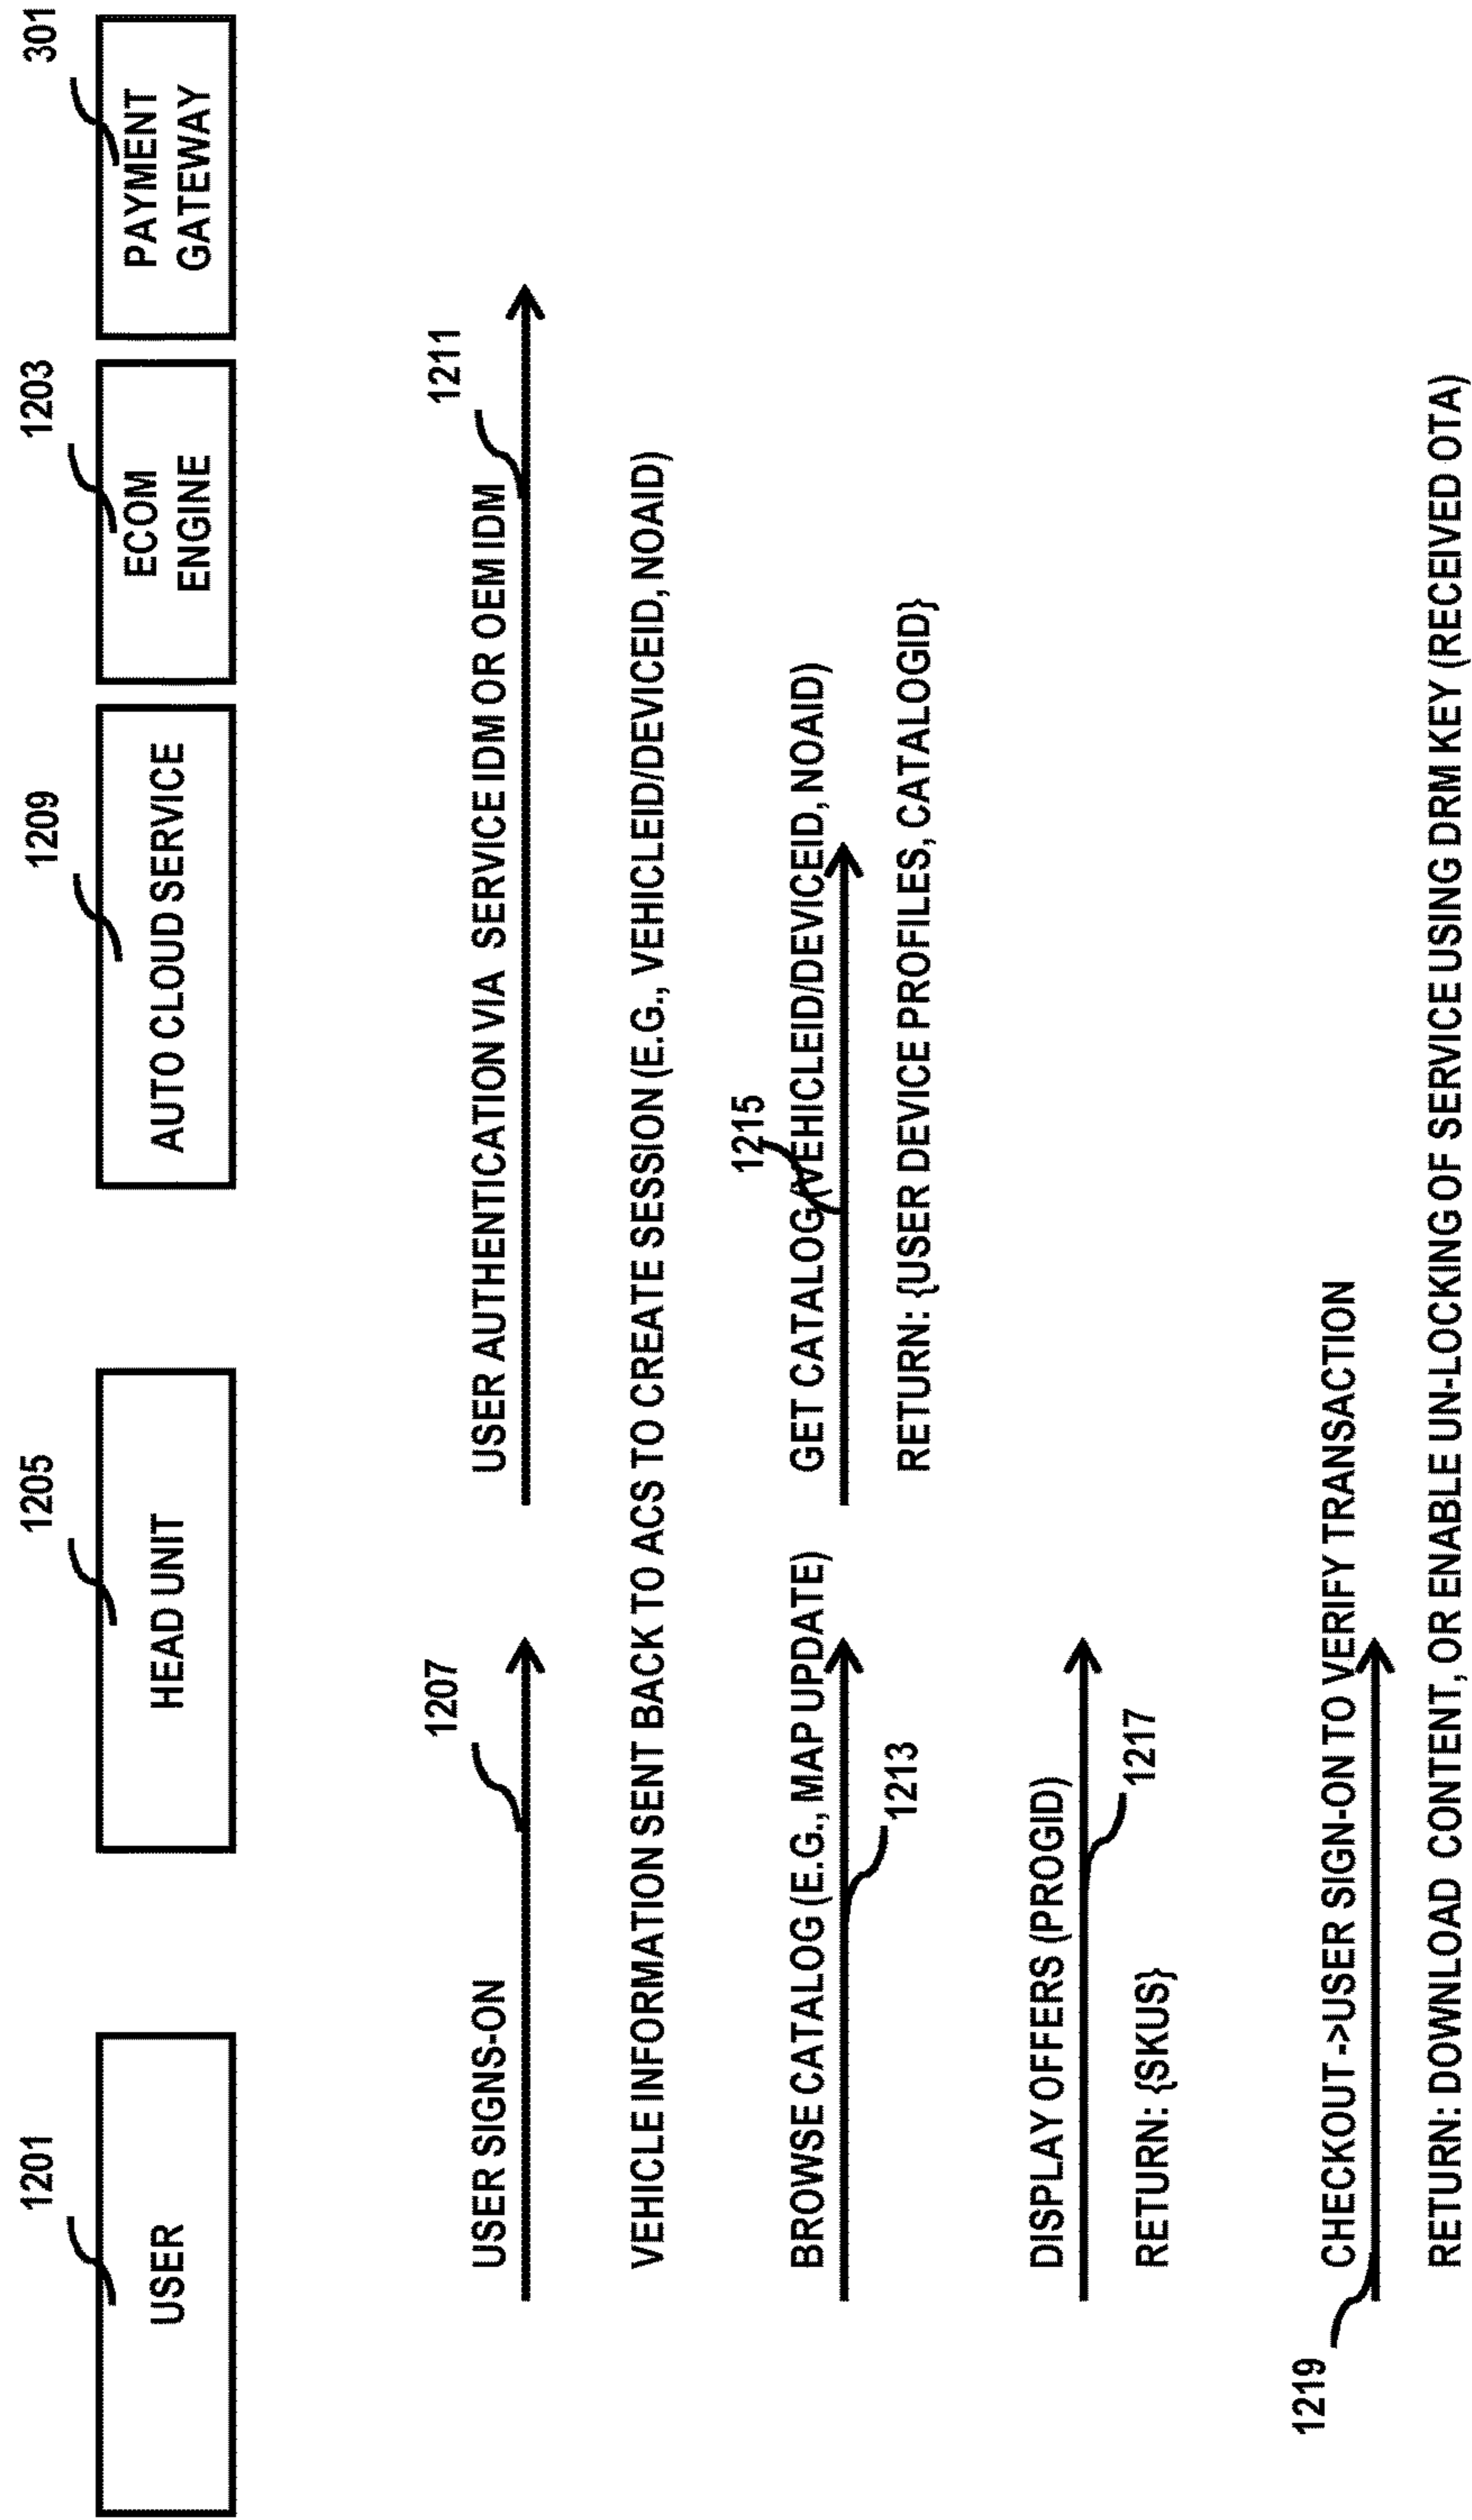 1201
1205
1209
1203
301
USER
HEAD UNIT
AUTO CLOUD SERVICE
ECOM
ENGINE
PAYMENT
GATEWAY
1207
1211
USER SIGNS-ON
USER AUTHENTICATION VIA SERVICE IDM OR OEM IDM
VEHICLE INFORMATION SENT BACK TO ACS TO CREATE SESSION (E.G., VEHICLEID/DEVICEID, NOAID)
1215
BROWSE CATALOG (E.G., MAP UPDATE)
GET CATALOG (VEHICLEID/DEVICEID, NOAID)
1213
RETURN: {USER DEVICE PROFILES, CATALOGID}
DISPLAY OFFERS (PROGID)
1217
RETURN: {SKUS}
1219
CHECKOUT ->USER SIGN-ON TO VERIFY TRANSACTION
RETURN: DOWNLOAD CONTENT, OR ENABLE UN-LOCKING OF SERVICE USING DRM KEY (RECEIVED OTA)